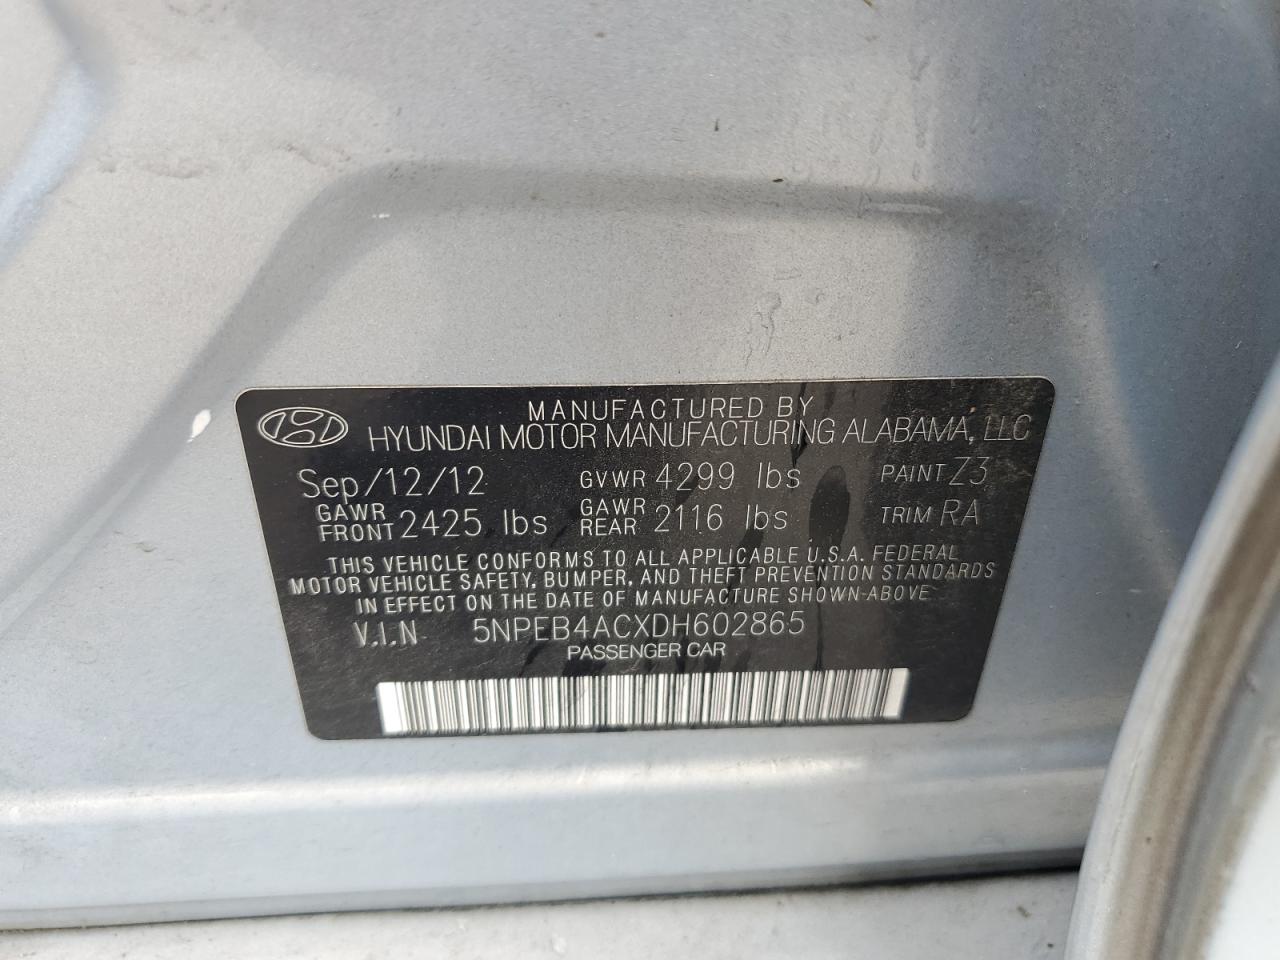 MANUFACTURED BY
HYUNDAI MOTOR MANUFACTURING ALABAMA, LLC
Sep/12/12 GVWR 4299 lbs PAINT Z3
GAWR FRONT 2425 lbs GAWR REAR 2116 lbs TRIM RA
THIS VEHICLE CONFORMS TO ALL APPLICABLE U.S.A. FEDERAL
MOTOR VEHICLE SAFETY, BUMPER, AND THEFT PREVENTION STANDARDS
IN EFFECT ON THE DATE OF MANUFACTURE SHOWN-ABOVE
V.I.N 5NPEB4ACXDH602865
PASSENGER CAR